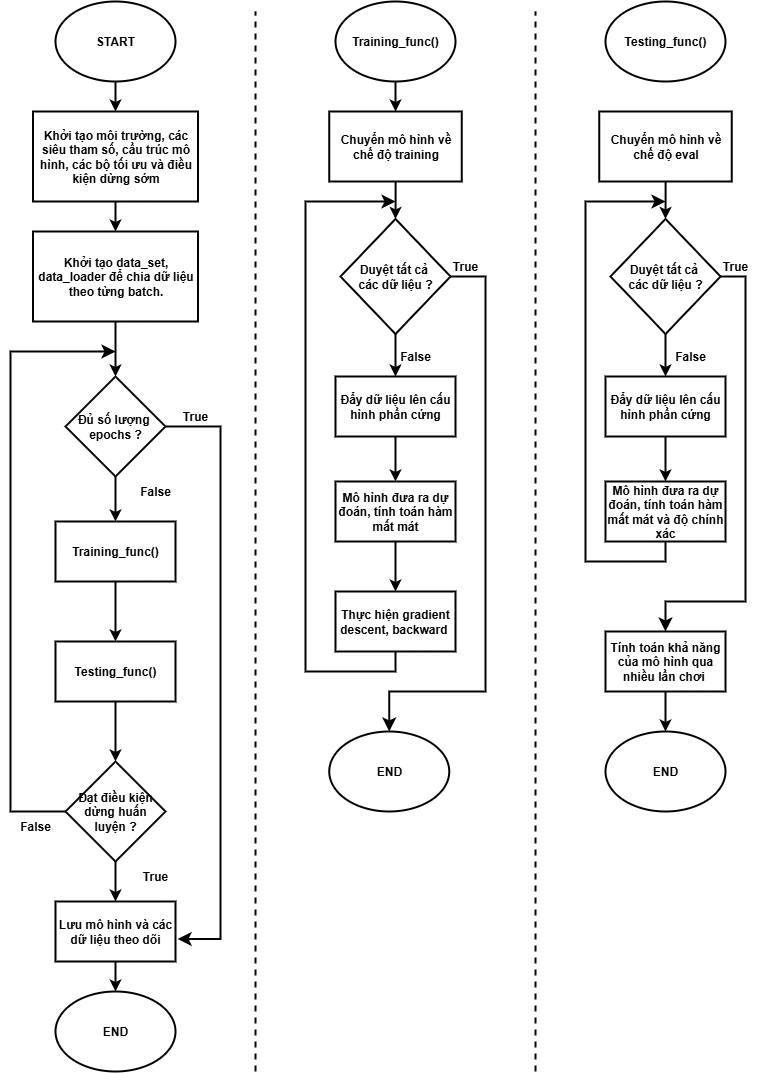 START
Khởi tạo môi trường, các
siêu tham số, cầu trúc mô
hình, các bộ tối ưu và điều
kiện dừng sớm
Khởi tạo data_set,
data_loader để chia dữ liệu
theo từng batch.
Đủ số lượng
epochs ?
True
False
Training_func()
Testing_func()
Đạt điều kiện
dừng huấn
luyện ?
False
True
Lưu mô hình và các
dữ liệu theo dõi
END
Training_func()
Chuyển mô hình về
chế độ training
Duyệt tất cả
các dữ liệu ?
True
False
Đẩy dữ liệu lên cấu
hình phần cứng
Mô hình đưa ra dự
đoán, tính toán hàm
mất mát
Thực hiện gradient
descent, backward
END
Testing_func()
Chuyển mô hình về
chế độ eval
Duyệt tất cả
các dữ liệu ?
True
False
Đẩy dữ liệu lên cấu
hình phần cứng
Mô hình đưa ra dự
đoán, tính toán hàm
mất mát và độ chính
xác
Tính toán khả năng
của mô hình qua
nhiều lần chơi
END